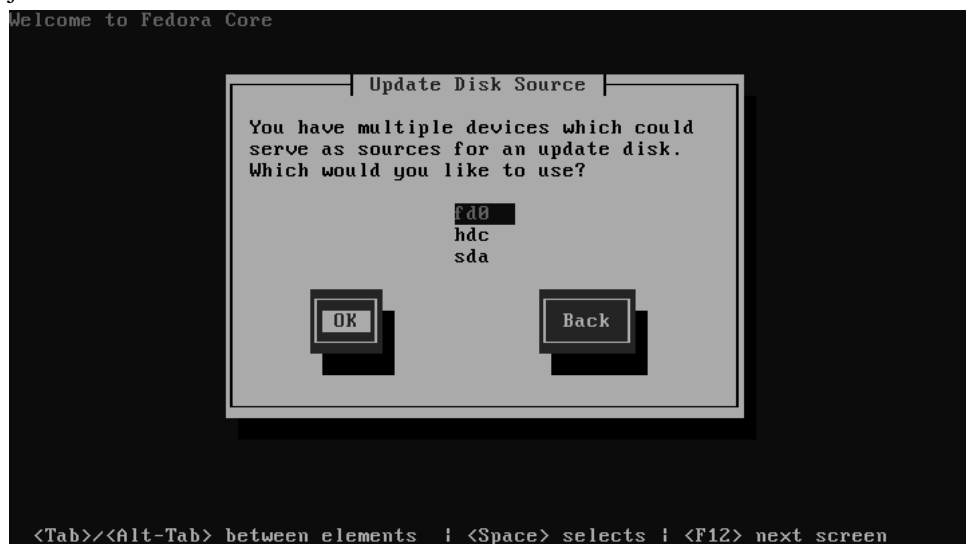 Welcome to Fedora Core
Update Disk Source
You have multiple devices which could
serve as sources for an update disk.
Which would you like to use?
fd0
hdc
sda
OK Back
<Tab>/<Alt-Tab> between elements | <Space> selects | <F12> next screen